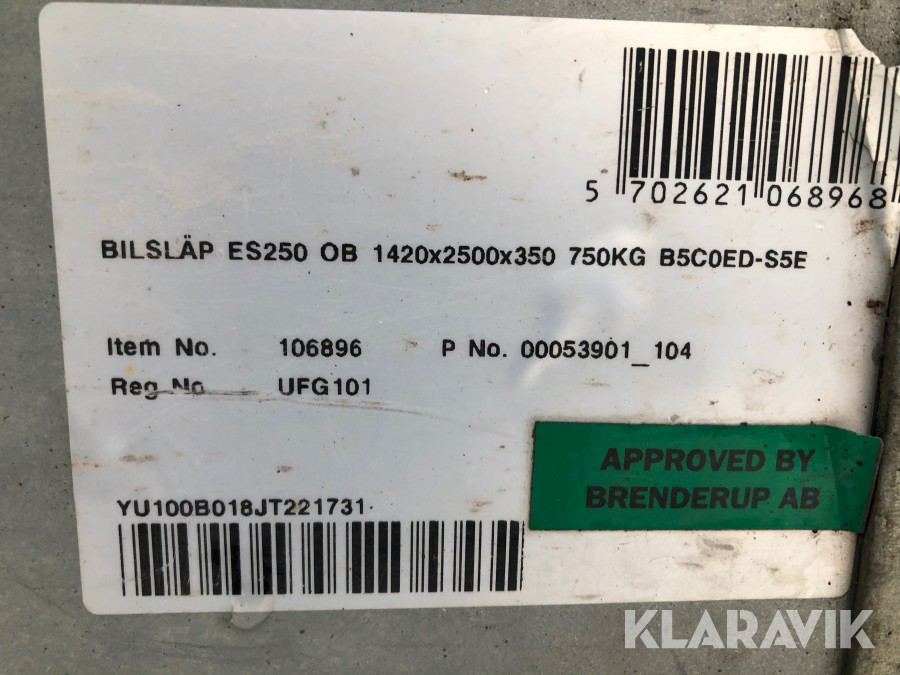 5 702621 068968
BILSLÄP ES250 OB 1420x2500x350 750KG B5C0ED-S5E
Item No. 106896 P No. 00053901_104
Reg No UFG101
APPROVED BY
BRENDERUP AB
YU100B018JT221731
KLARAVIK